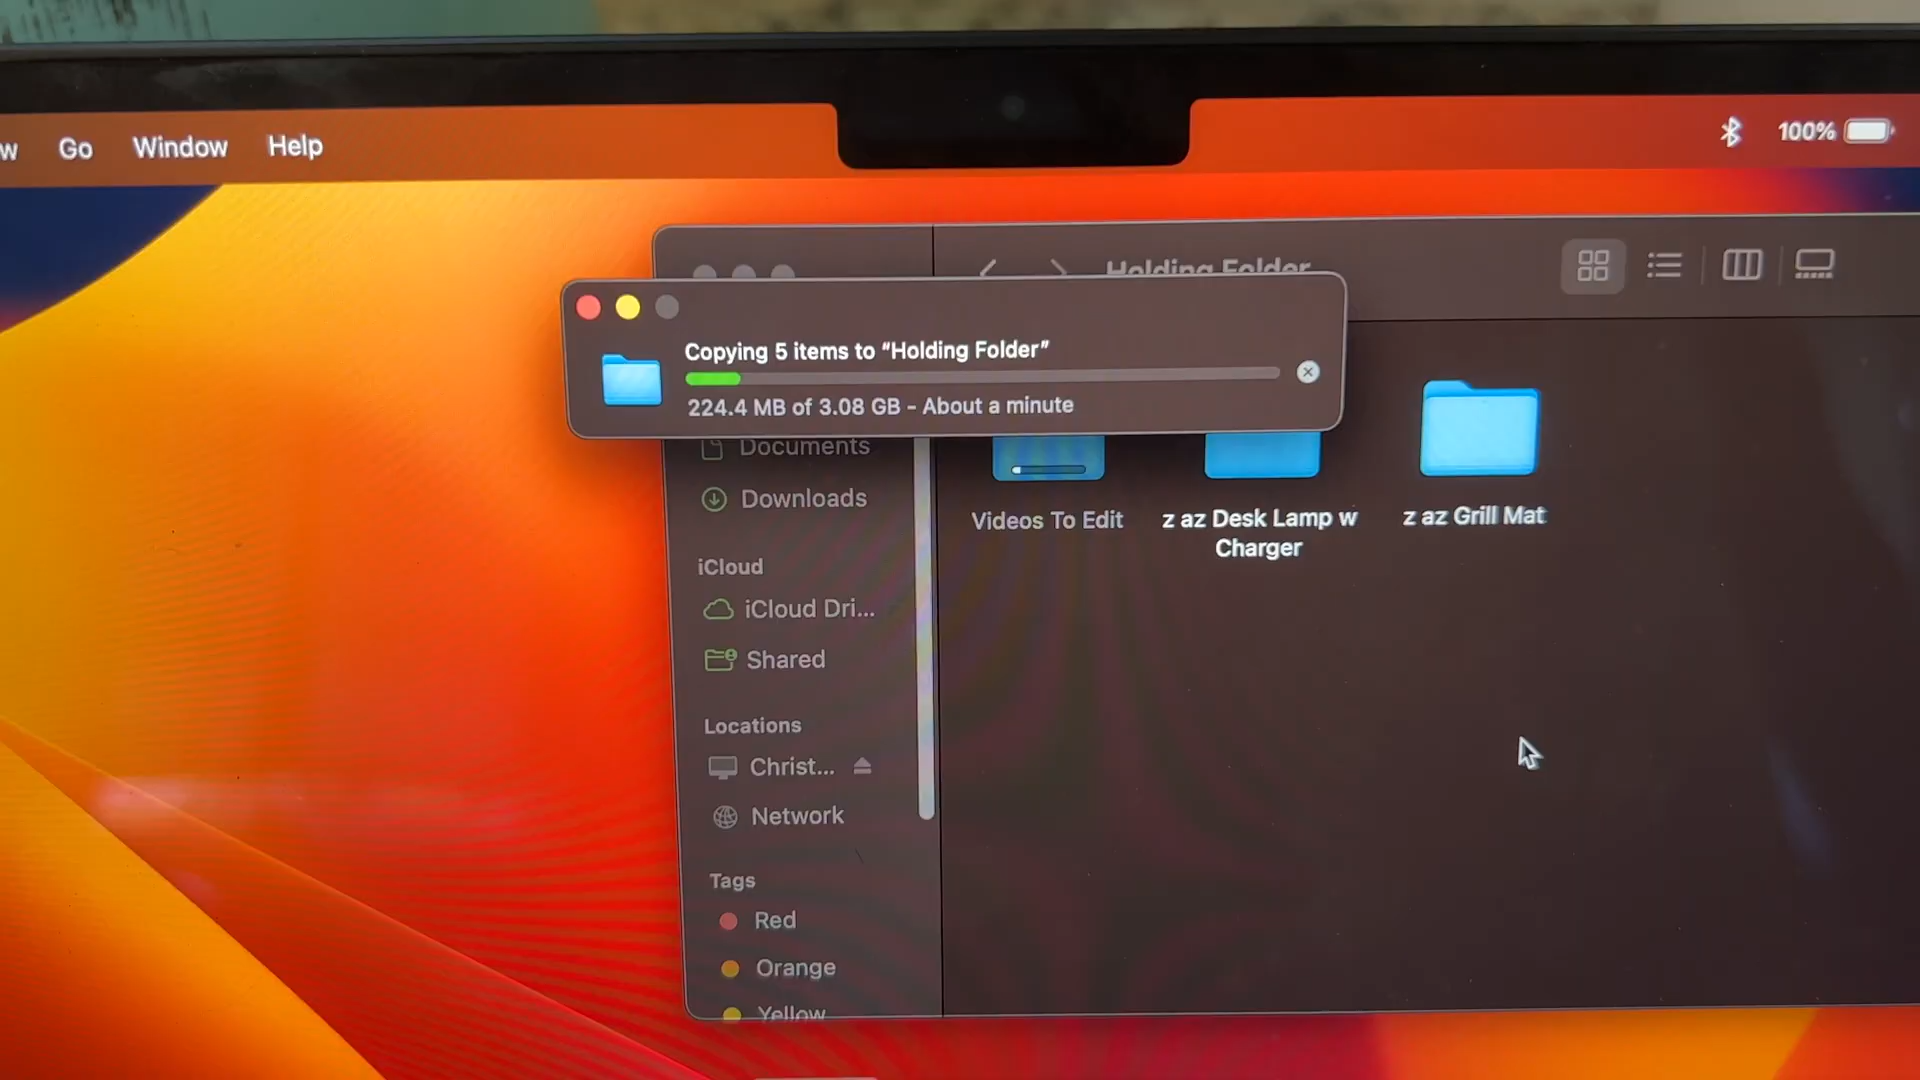 Go Window Help
100%
Holding Folder
Copying 5 items to “Holding Folder”
224.4 MB of 3.08 GB – About a minute
Documents
Downloads
iCloud
iCloud Dri...
Shared
Locations
Christ...
Network
Tags
Red
Orange
Yellow
Videos To Edit
z az Desk Lamp w
Charger
z az Grill Mat